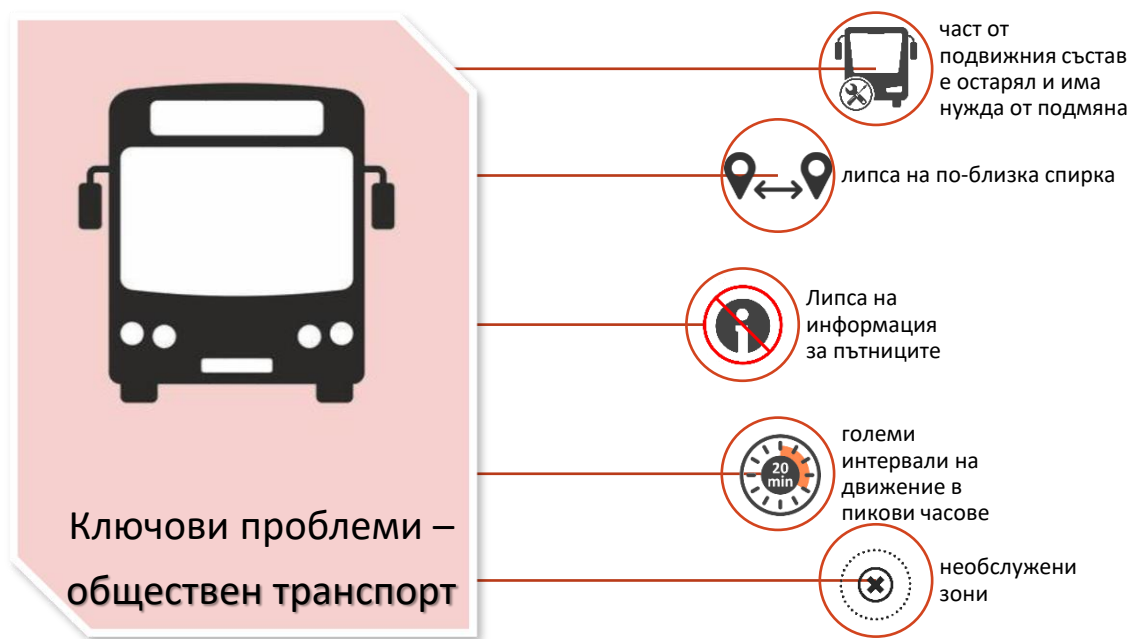 част от
подвижния състав
е остарял и има
нужда от подмяна
липса на по-близка спирка
Липса на
информация
за пътниците
големи
интервали на
движение в
пикови часове
20
min
необслужени
зони
Ключови проблеми –
обществен транспорт